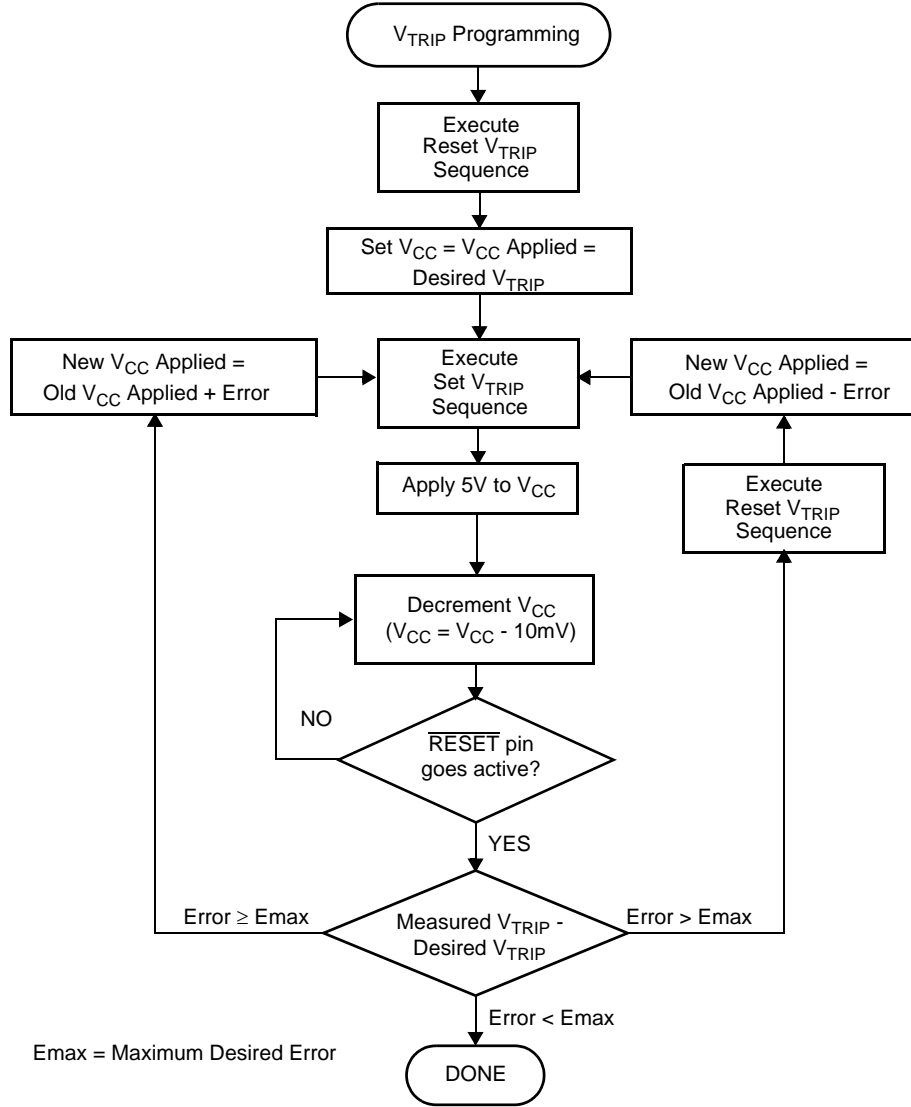 VTRIP Programming
Execute
Reset VTRIP
Sequence
Set VCC = VCC Applied =
Desired VTRIP
New VCC Applied =
Old VCC Applied + Error
Execute
Set VTRIP
Sequence
New VCC Applied =
Old VCC Applied - Error
Apply 5V to VCC
Execute
Reset VTRIP
Sequence
Decrement VCC
(VCC = VCC - 10mV)
NO
RESET pin
goes active?
YES
Error ≥ Emax
Measured VTRIP -
Desired VTRIP
Error > Emax
Error < Emax
Emax = Maximum Desired Error
DONE